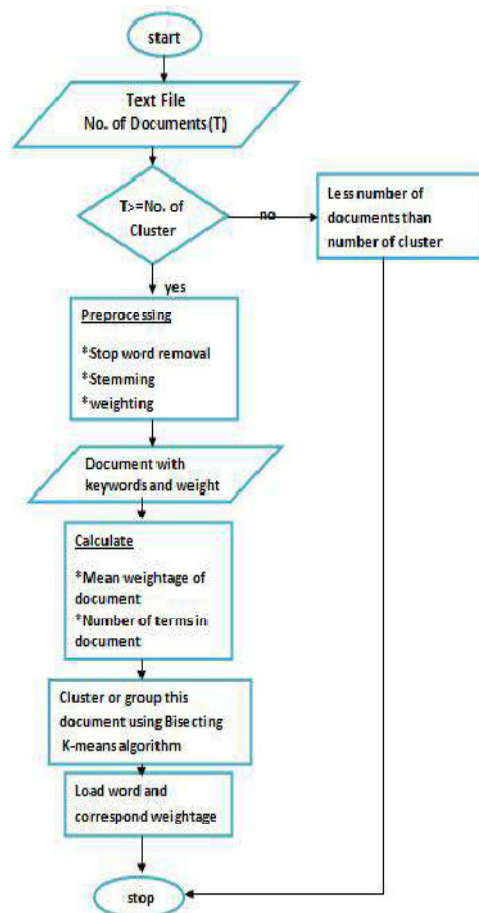 start
Text File
No. of Documents(T)
T>=No. of
Cluster
no
Less number of
documents than
number of cluster
yes
Preprocessing
*Stop word removal
*Stemming
*weighting
Document with
keywords and weight
Calculate
*Mean weightage of
document
*Number of terms in
document
Cluster or group this
document using Bisecting
K-means algorithm
Load word and
correspond weightage
stop